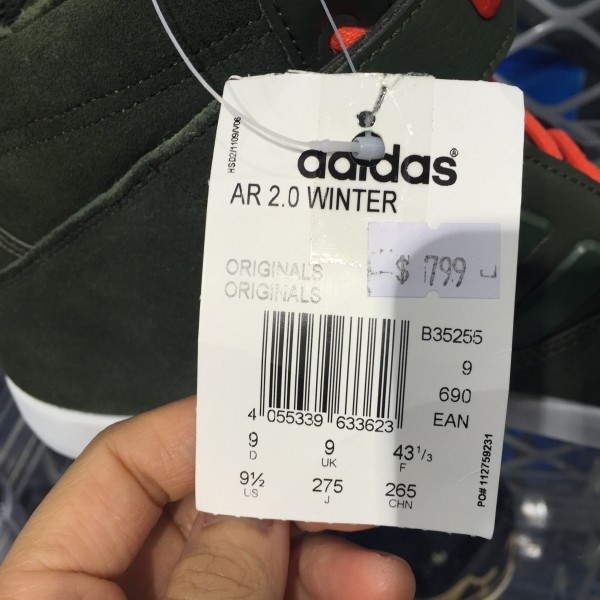 HSD2/1109/V06
adidas®
AR 2.0 WINTER
$ 799
ORIGINALS
ORIGINALS
B35255
9
690
EAN
4 055339 633623
9 9 43 1/3
D UK F
9½ 275 265
US J CHN
PO# 112759231